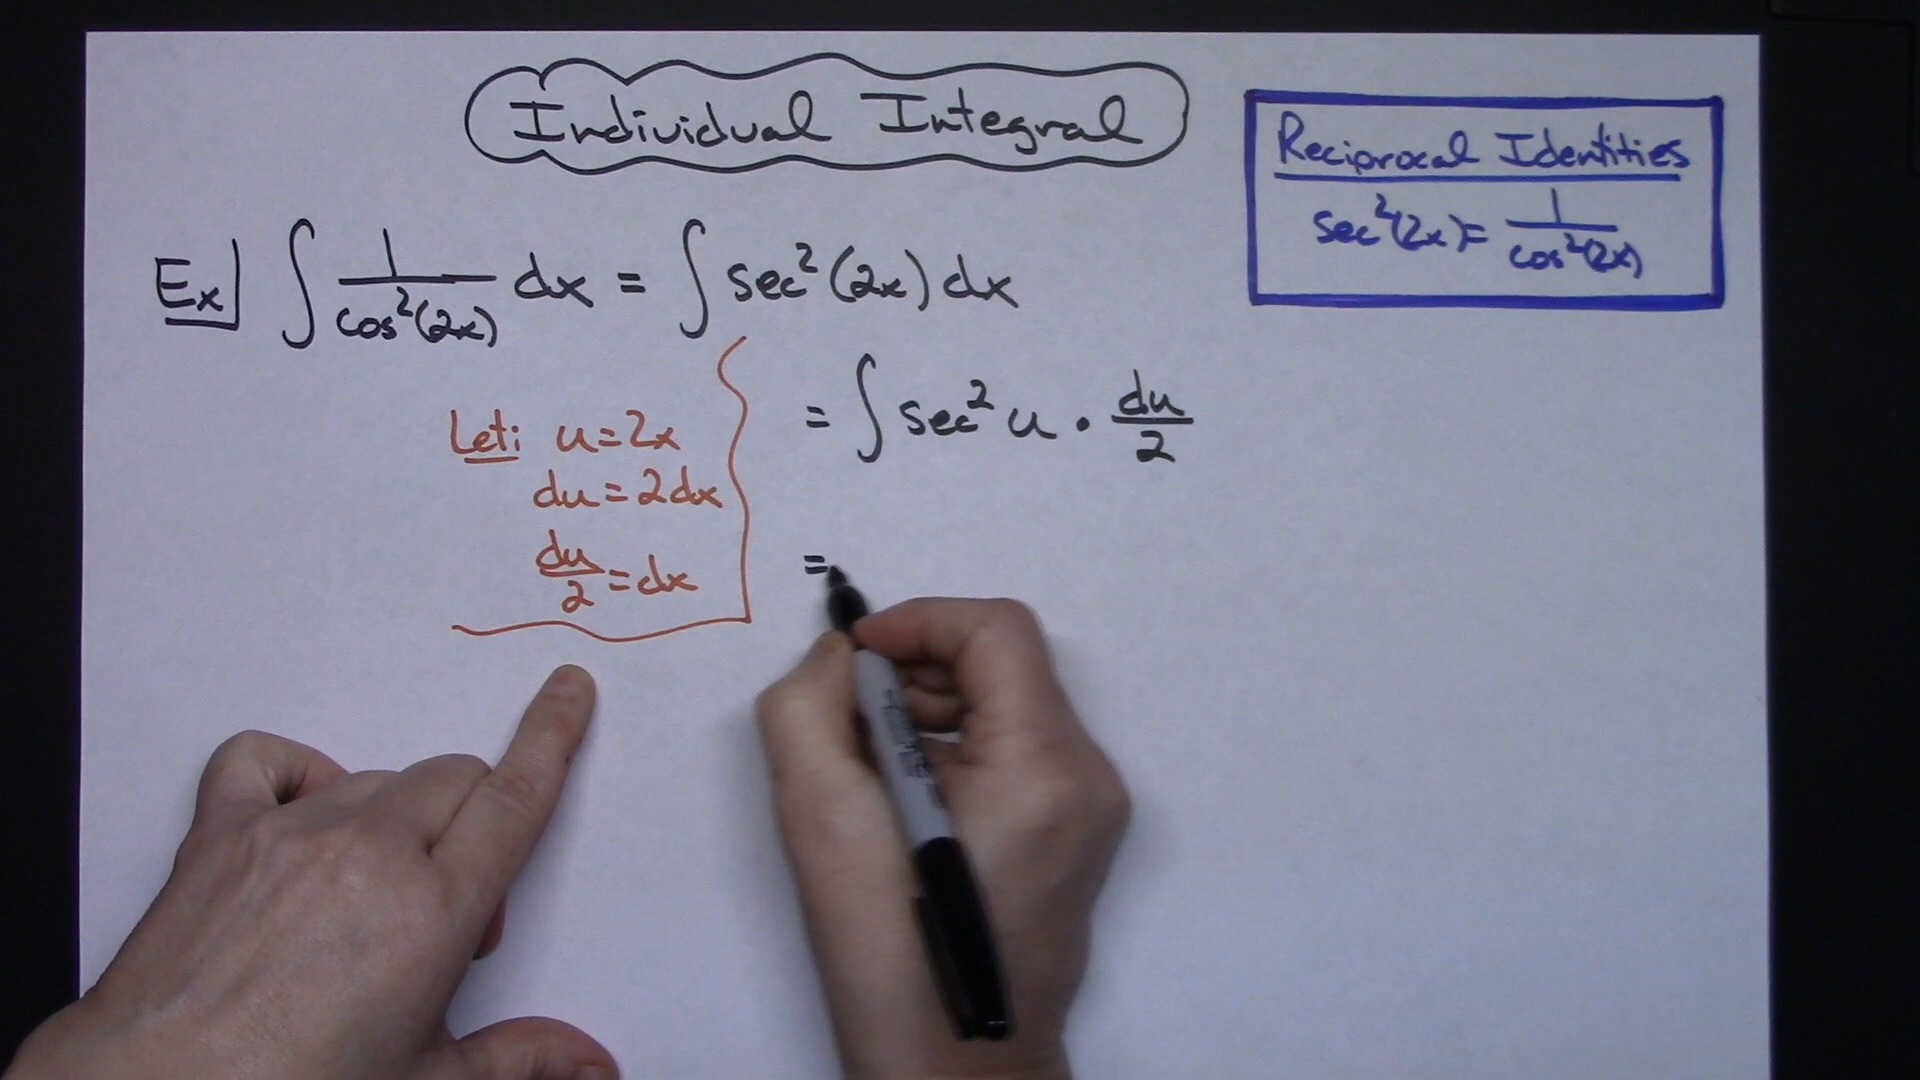 Individual Integral
Reciprocal Identities
sec²(2x) = 1/cos²(2x)
Ex| ∫ 1/cos²(2x) dx = ∫ sec²(2x) dx
= ∫ sec² u • du/2
Let: u = 2x
du = 2dx
du/2 = dx
=